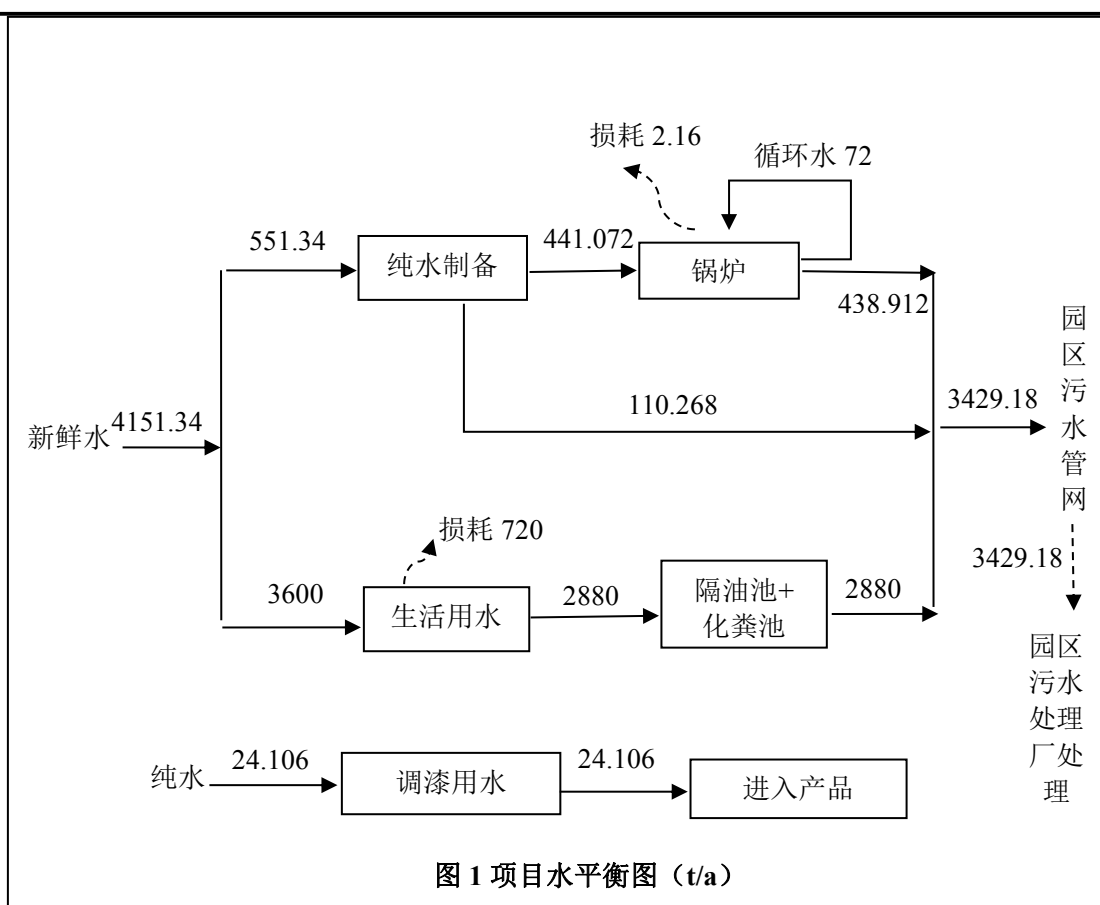 损耗 2.16
循环水 72
551.34
纯水制备
441.072
锅炉
438.912
110.268
新鲜水
4151.34
3429.18
园
区
污
水
管
网
损耗 720
3600
生活用水
2880
隔油池+
化粪池
2880
3429.18
园区
污水
处理
厂处
理
纯水
24.106
调漆用水
24.106
进入产品
图 1 项目水平衡图（t/a）